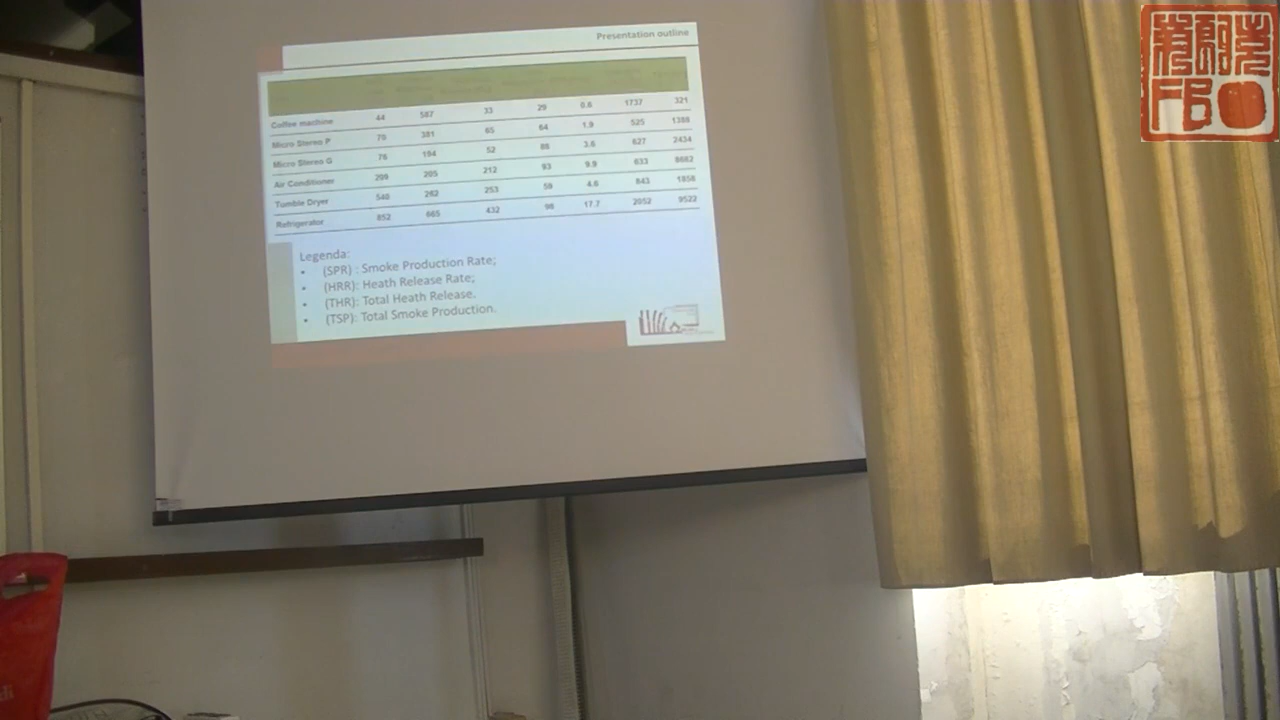 Presentation outline
Coffee machine 44 587 33 29 0.6 1737 321
Micro Stereo P 70 381 65 64 1.9 525 1388
Micro Stereo G 76 194 52 88 3.6 627 2434
Air Conditioner 209 205 212 93 9.9 633 8682
Tumble Dryer 540 262 253 59 4.6 843 1858
Refrigerator 852 665 432 98 17.7 2052 9522
Legenda:
• (SPR) : Smoke Production Rate;
• (HRR): Heath Release Rate;
• (THR): Total Heath Release.
• (TSP): Total Smoke Production.